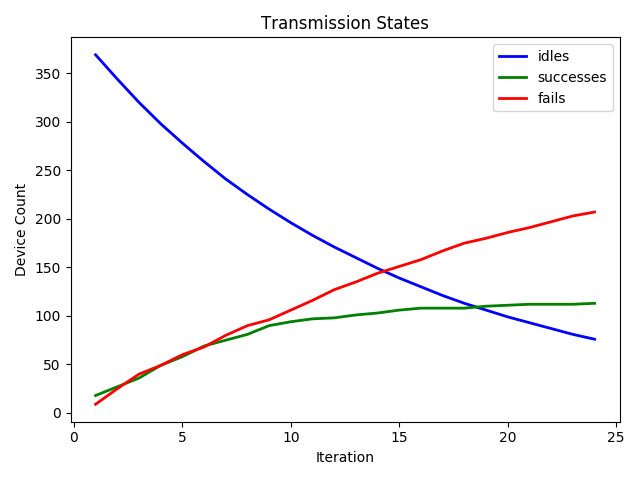 Transmission States
idles
successes
fails
350
300
250
200
150
100
50
0
Device Count
0 5 10 15 20 25
Iteration